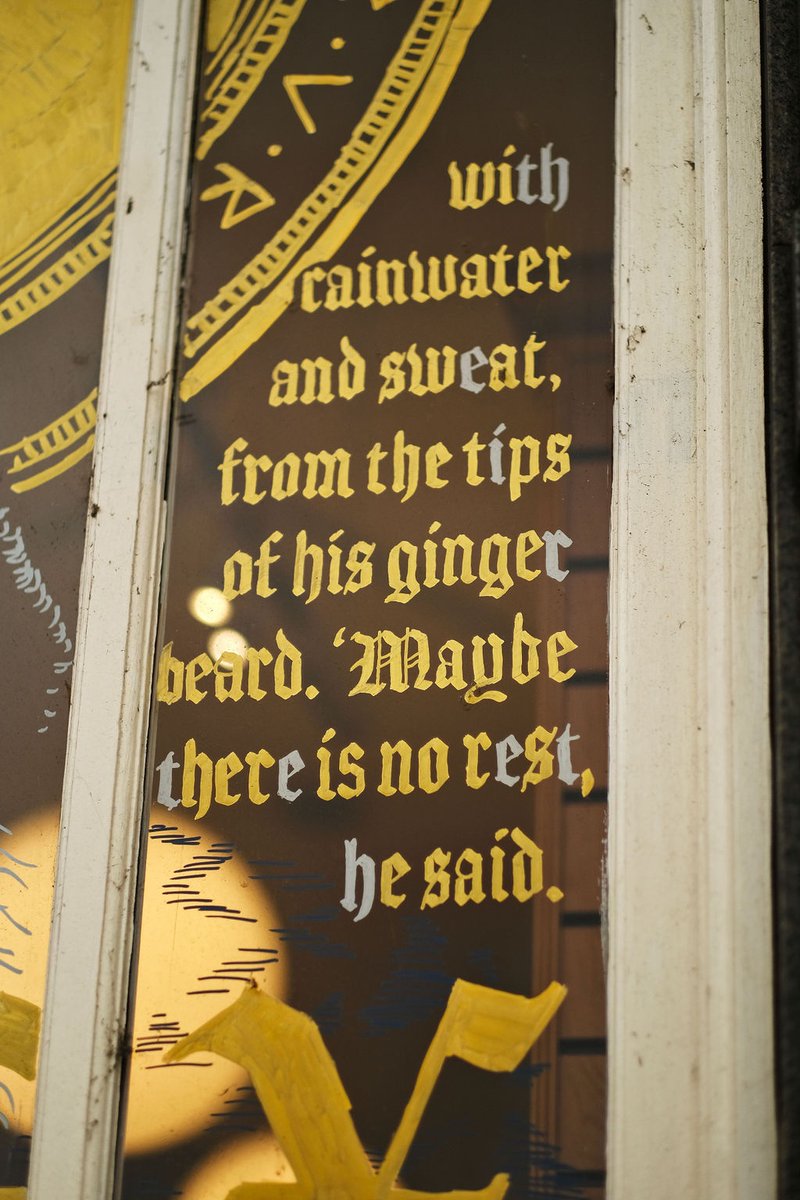 V · R
with
rainwater
and sweat,
from the tips
of his ginger
beard. ‘Maybe
there is no rest,
he said.